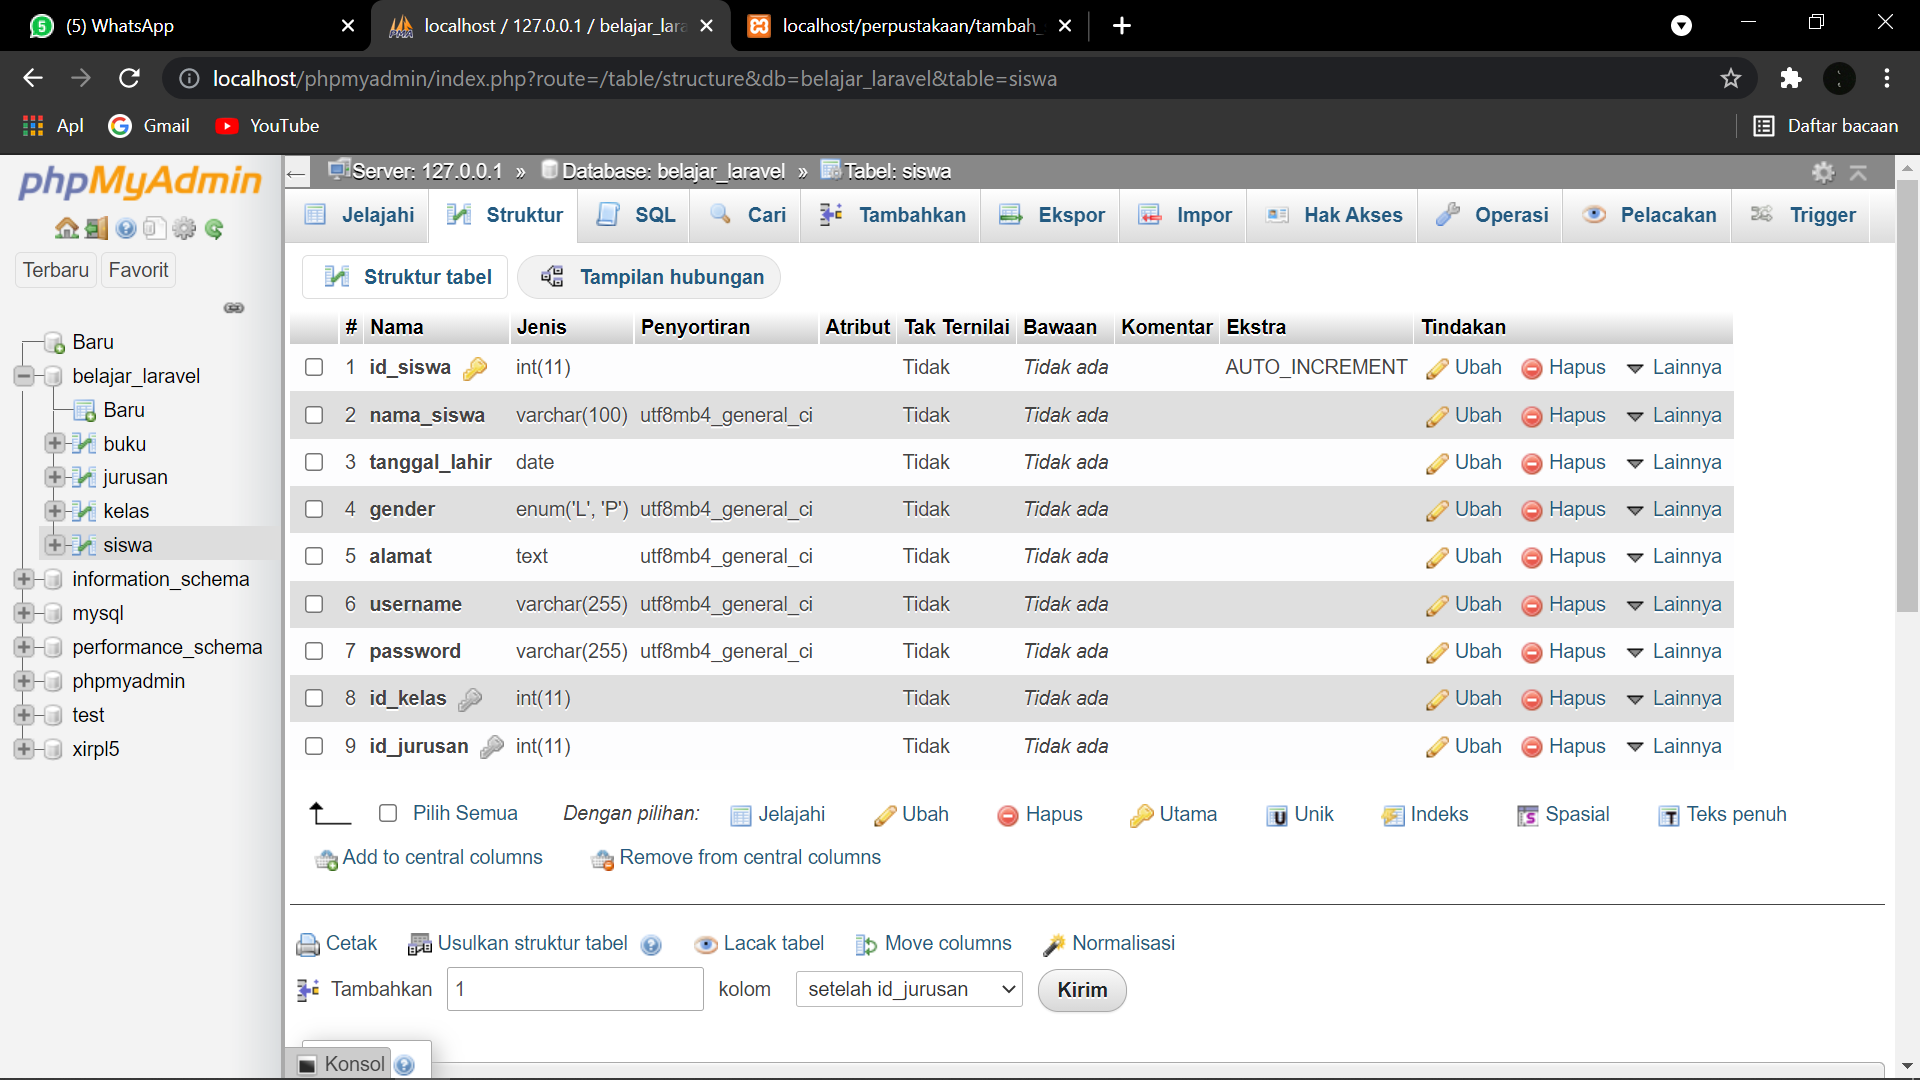 (5) WhatsApp
localhost / 127.0.0.1 / belajar_lara
localhost/perpustakaan/tambah_
localhost/phpmyadmin/index.php?route=/table/structure&db=belajar_laravel&table=siswa
Apl Gmail YouTube Daftar bacaan
phpMyAdmin
Terbaru Favorit
Baru
belajar_laravel
Baru
buku
jurusan
kelas
siswa
information_schema
mysql
performance_schema
phpmyadmin
test
xirpl5
Server: 127.0.0.1 » Database: belajar_laravel » Tabel: siswa
Jelajahi Struktur SQL Cari Tambahkan Ekspor Impor Hak Akses Operasi Pelacakan Trigger
Struktur tabel Tampilan hubungan
# Nama Jenis Penyortiran Atribut Tak Ternilai Bawaan Komentar Ekstra Tindakan
1 id_siswa int(11) Tidak Tidak ada AUTO_INCREMENT Ubah Hapus Lainnya
2 nama_siswa varchar(100) utf8mb4_general_ci Tidak Tidak ada Ubah Hapus Lainnya
3 tanggal_lahir date Tidak Tidak ada Ubah Hapus Lainnya
4 gender enum('L', 'P') utf8mb4_general_ci Tidak Tidak ada Ubah Hapus Lainnya
5 alamat text utf8mb4_general_ci Tidak Tidak ada Ubah Hapus Lainnya
6 username varchar(255) utf8mb4_general_ci Tidak Tidak ada Ubah Hapus Lainnya
7 password varchar(255) utf8mb4_general_ci Tidak Tidak ada Ubah Hapus Lainnya
8 id_kelas int(11) Tidak Tidak ada Ubah Hapus Lainnya
9 id_jurusan int(11) Tidak Tidak ada Ubah Hapus Lainnya
Pilih Semua Dengan pilihan: Jelajahi Ubah Hapus Utama Unik Indeks Spasial Teks penuh
Add to central columns Remove from central columns
Cetak Usulkan struktur tabel Lacak tabel Move columns Normalisasi
Tambahkan 1 kolom setelah id_jurusan Kirim
Konsol